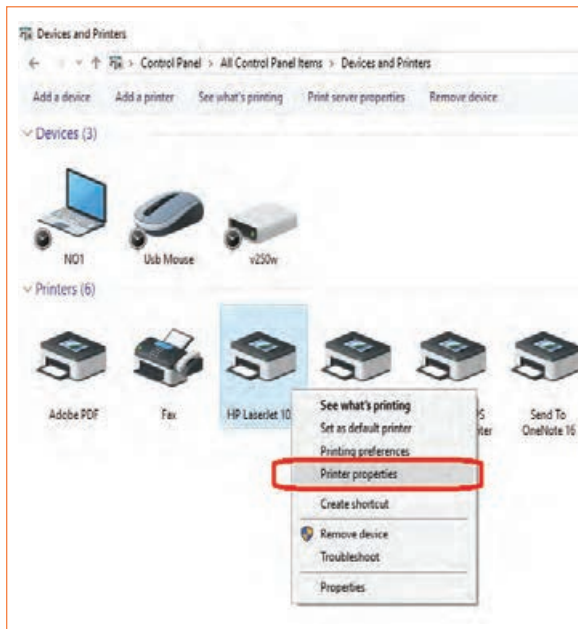 Devices and Printers
Control Panel > All Control Panel Items > Devices and Printers
Add a device Add a printer See what's printing Print server properties Remove device
Devices (3)
NO1 Usb Mouse v250w
Printers (6)
Adobe PDF Fax HP LaserJet 10 Send To
OneNote 16
See what's printing
Set as default printer
Printing preferences
Printer properties
Create shortcut
Remove device
Troubleshoot
Properties